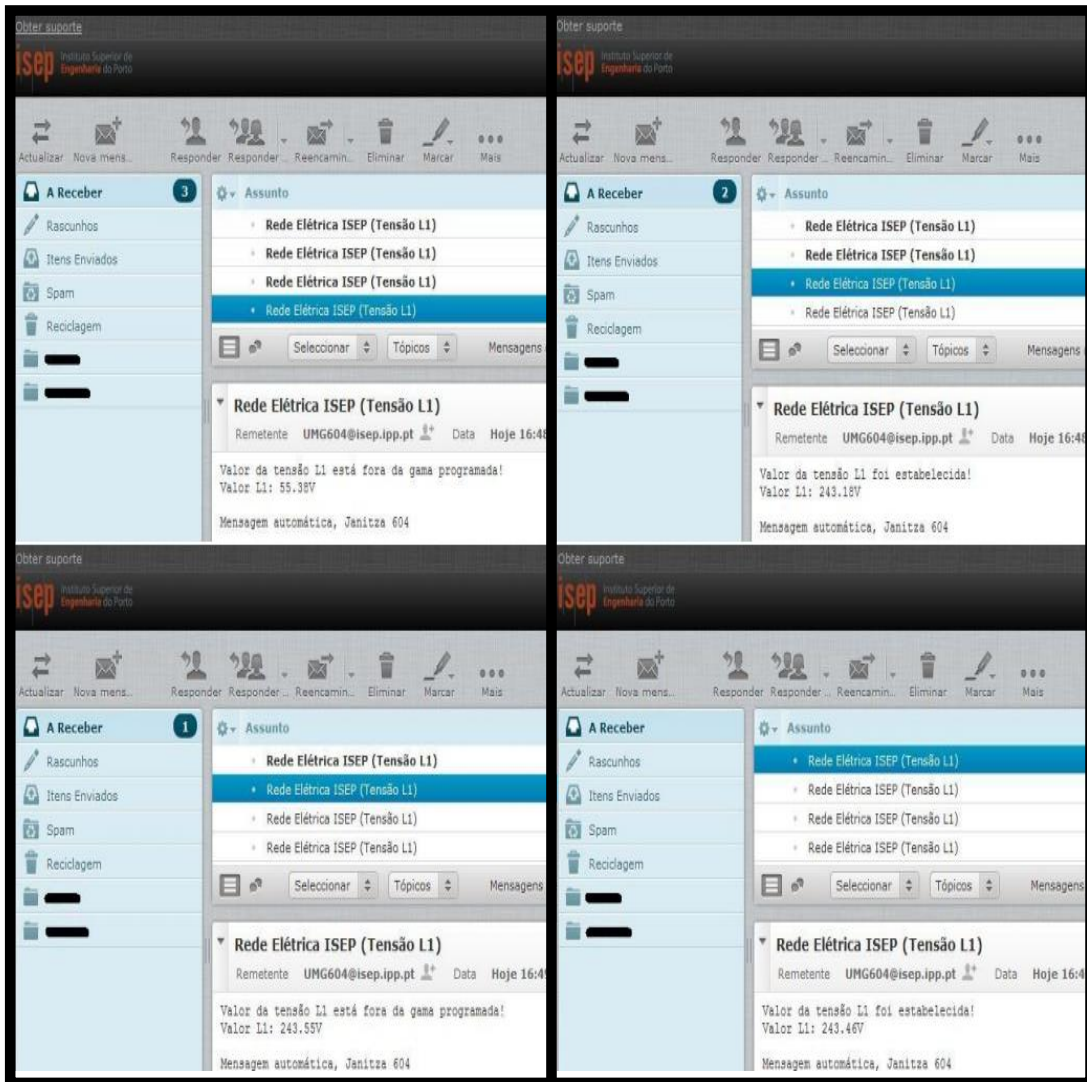 Obter suporte
isep Instituto Superior de
Engenharia do Porto
Actualizar Nova mens... Responder Responder ... Reencamin... Eliminar Marcar Mais
A Receber 3
Rascunhos
Itens Enviados
Spam
Reciclagem
Assunto
Rede Elétrica ISEP (Tensão L1)
Rede Elétrica ISEP (Tensão L1)
Rede Elétrica ISEP (Tensão L1)
Rede Elétrica ISEP (Tensão L1)
Seleccionar Tópicos Mensagens
Rede Elétrica ISEP (Tensão L1)
Remetente UMG604@isep.ipp.pt Data Hoje 16:48
Valor da tensão L1 está fora da gama programada!
Valor L1: 55.38V
Mensagem automática, Janitza 604
Obter suporte
isep Instituto Superior de
Engenharia do Porto
Actualizar Nova mens... Responder Responder ... Reencamin... Eliminar Marcar Mais
A Receber 2
Rascunhos
Itens Enviados
Spam
Reciclagem
Assunto
Rede Elétrica ISEP (Tensão L1)
Rede Elétrica ISEP (Tensão L1)
Rede Elétrica ISEP (Tensão L1)
Rede Elétrica ISEP (Tensão L1)
Seleccionar Tópicos Mensagens
Rede Elétrica ISEP (Tensão L1)
Remetente UMG604@isep.ipp.pt Data Hoje 16:48
Valor da tensão L1 foi estabelecida!
Valor L1: 243.18V
Mensagem automática, Janitza 604
Obter suporte
isep Instituto Superior de
Engenharia do Porto
Actualizar Nova mens... Responder Responder ... Reencamin... Eliminar Marcar Mais
A Receber 1
Rascunhos
Itens Enviados
Spam
Reciclagem
Assunto
Rede Elétrica ISEP (Tensão L1)
Rede Elétrica ISEP (Tensão L1)
Rede Elétrica ISEP (Tensão L1)
Rede Elétrica ISEP (Tensão L1)
Seleccionar Tópicos Mensagens
Rede Elétrica ISEP (Tensão L1)
Remetente UMG604@isep.ipp.pt Data Hoje 16:49
Valor da tensão L1 está fora da gama programada!
Valor L1: 243.55V
Mensagem automática, Janitza 604
Obter suporte
isep Instituto Superior de
Engenharia do Porto
Actualizar Nova mens... Responder Responder ... Reencamin... Eliminar Marcar Mais
A Receber
Rascunhos
Itens Enviados
Spam
Reciclagem
Assunto
Rede Elétrica ISEP (Tensão L1)
Rede Elétrica ISEP (Tensão L1)
Rede Elétrica ISEP (Tensão L1)
Rede Elétrica ISEP (Tensão L1)
Seleccionar Tópicos Mensagens
Rede Elétrica ISEP (Tensão L1)
Remetente UMG604@isep.ipp.pt Data Hoje 16:4
Valor da tensão L1 foi estabelecida!
Valor L1: 243.46V
Mensagem automática, Janitza 604